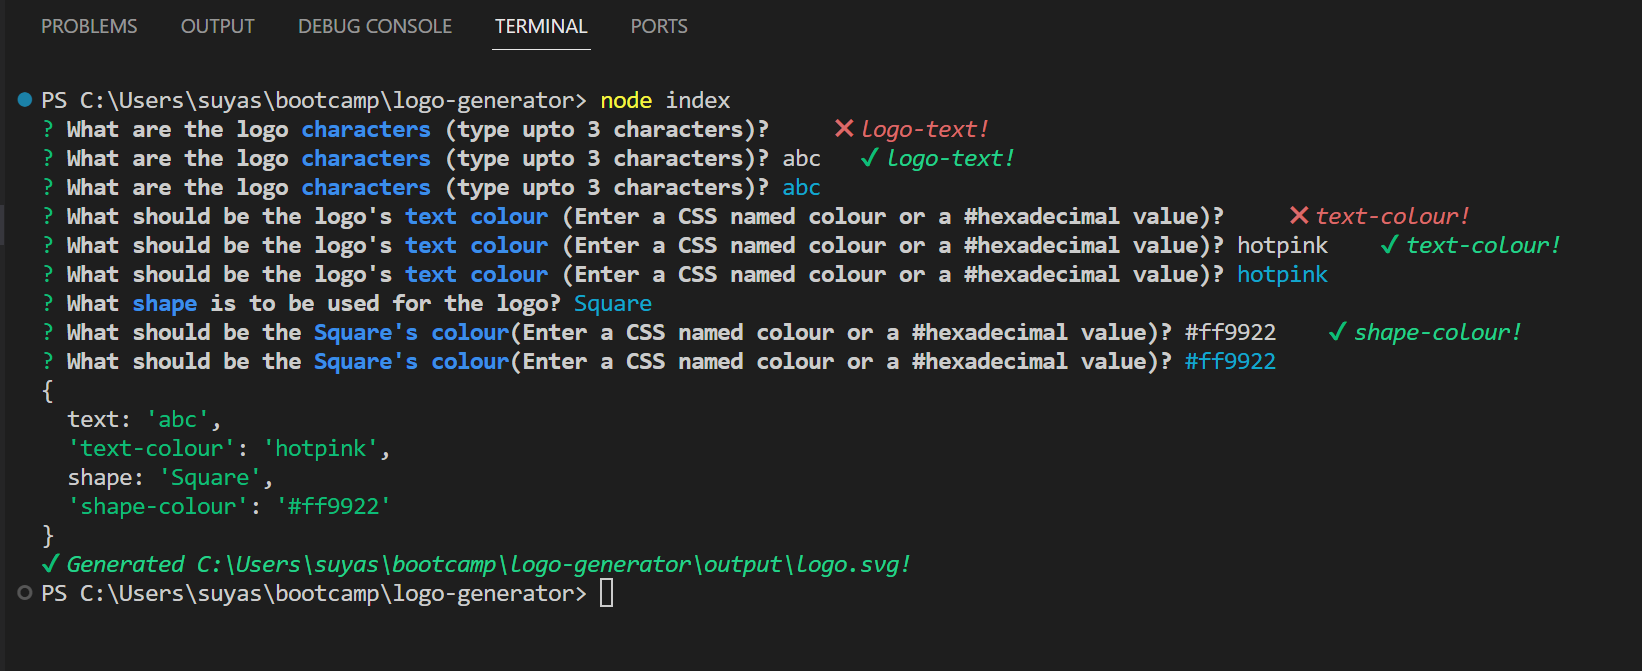 PROBLEMS OUTPUT DEBUG CONSOLE TERMINAL PORTS
PS C:\Users\suyas\bootcamp\logo-generator> node index
? What are the logo characters (type upto 3 characters)? ✕ logo-text!
? What are the logo characters (type upto 3 characters)? abc ✓ logo-text!
? What are the logo characters (type upto 3 characters)? abc
? What should be the logo's text colour (Enter a CSS named colour or a #hexadecimal value)? ✕ text-colour!
? What should be the logo's text colour (Enter a CSS named colour or a #hexadecimal value)? hotpink ✓ text-colour!
? What should be the logo's text colour (Enter a CSS named colour or a #hexadecimal value)? hotpink
? What shape is to be used for the logo? Square
? What should be the Square's colour(Enter a CSS named colour or a #hexadecimal value)? #ff9922 ✓ shape-colour!
? What should be the Square's colour(Enter a CSS named colour or a #hexadecimal value)? #ff9922
{
  text: 'abc',
  'text-colour': 'hotpink',
  shape: 'Square',
  'shape-colour': '#ff9922'
}
✓ Generated C:\Users\suyas\bootcamp\logo-generator\output\logo.svg!
PS C:\Users\suyas\bootcamp\logo-generator>